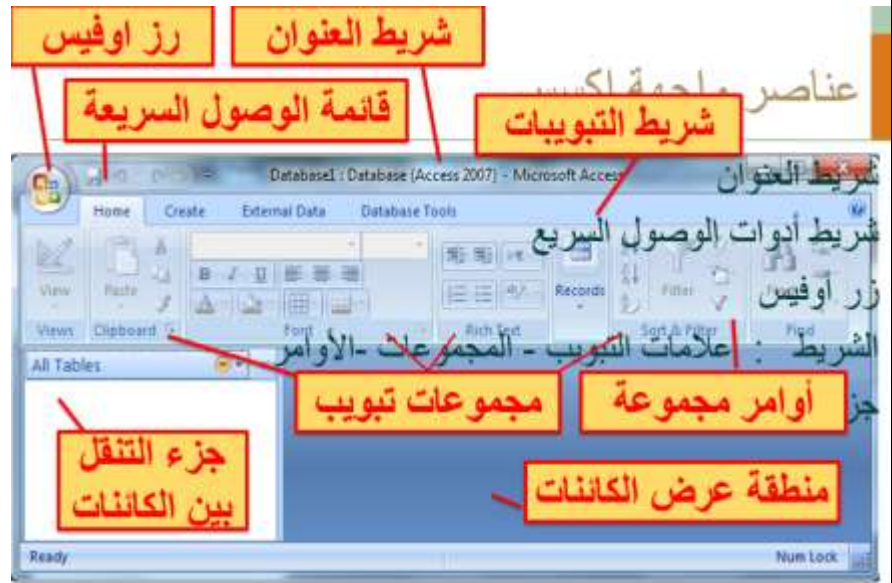 رز اوفيس
شريط العنوان
عناصر واجهة اكسس
قائمة الوصول السريعة
شريط التبويبات
Database1 : Database (Access 2007) - Microsoft Access
شريط العنوان
Home Create External Data Database Tools
شريط أدوات الوصول السريع
View Paste B I U Records Filter
زر أوفيس
Views Clipboard Font Rich Text Sort & Filter Find
الشريط : علامات التبويب - المجموعات -الأوامر
All Tables
مجموعات تبويب
أوامر مجموعة
جز
جزء التنقل
بين الكائنات
منطقة عرض الكائنات
Ready
Num Lock